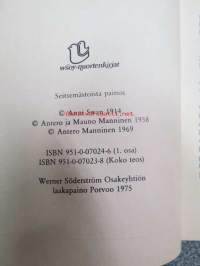 wsoy-nuortenkirjat
Seitsemästoista painos
© Anni Swan 1914
© Antero ja Mauno Manninen 1958
© Antero Manninen 1969
ISBN 951-0-07024-6 (1. osa)
ISBN 951-0-07023-8 (Koko teos)
Werner Söderström Osakeyhtiön
laakapaino Porvoo 1975